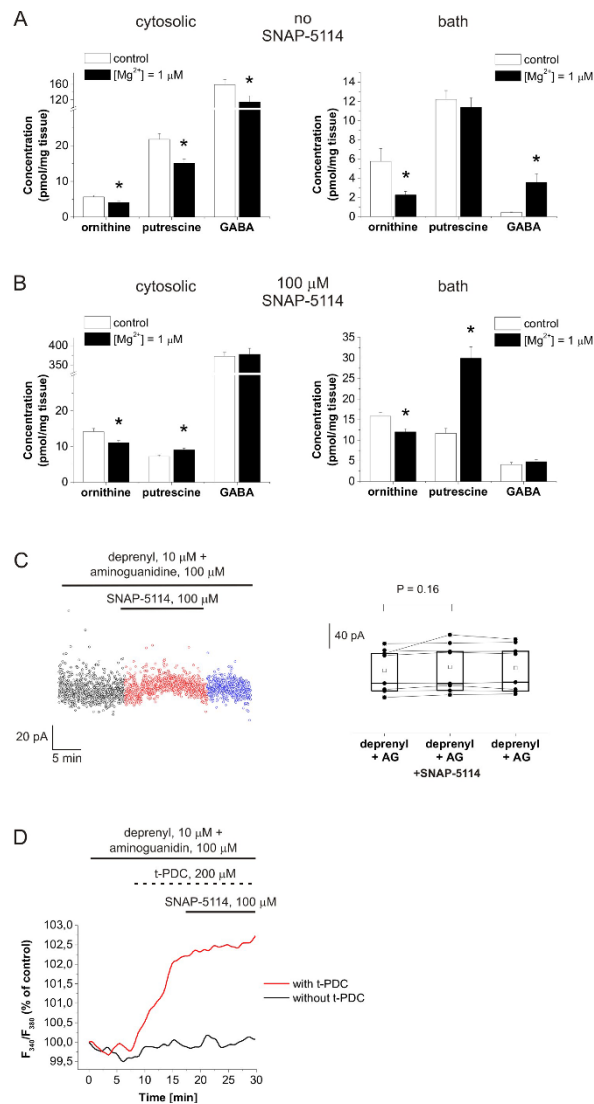 A
cytosolic
no
SNAP-5114
bath
control
[Mg2+] = 1 µM
control
[Mg2+] = 1 µM
Concentration
(pmol/mg tissue)
160
120
20
10
0
*
*
*
ornithine
putrescine
GABA
Concentration
(pmol/mg tissue)
14
12
10
8
6
4
2
0
*
*
ornithine
putrescine
GABA
B
cytosolic
100 µM
SNAP-5114
bath
control
[Mg2+] = 1 µM
control
[Mg2+] = 1 µM
Concentration
(pmol/mg tissue)
400
350
20
10
0
*
*
ornithine
putrescine
GABA
Concentration
(pmol/mg tissue)
35
30
25
20
15
10
5
0
*
*
ornithine
putrescine
GABA
C
deprenyl, 10 µM +
aminoguanidine, 100 µM
SNAP-5114, 100 µM
20 pA
5 min
P = 0.16
40 pA
deprenyl
+ AG
deprenyl
+ AG
+SNAP-5114
deprenyl
+ AG
D
deprenyl, 10 µM +
aminoguanidin, 100 µM
t-PDC, 200 µM
SNAP-5114, 100 µM
F340/F380 (% of control)
103,0
102,5
102,0
101,5
101,0
100,5
100,0
99,5
with t-PDC
without t-PDC
0
5
10
15
20
25
30
Time [min]